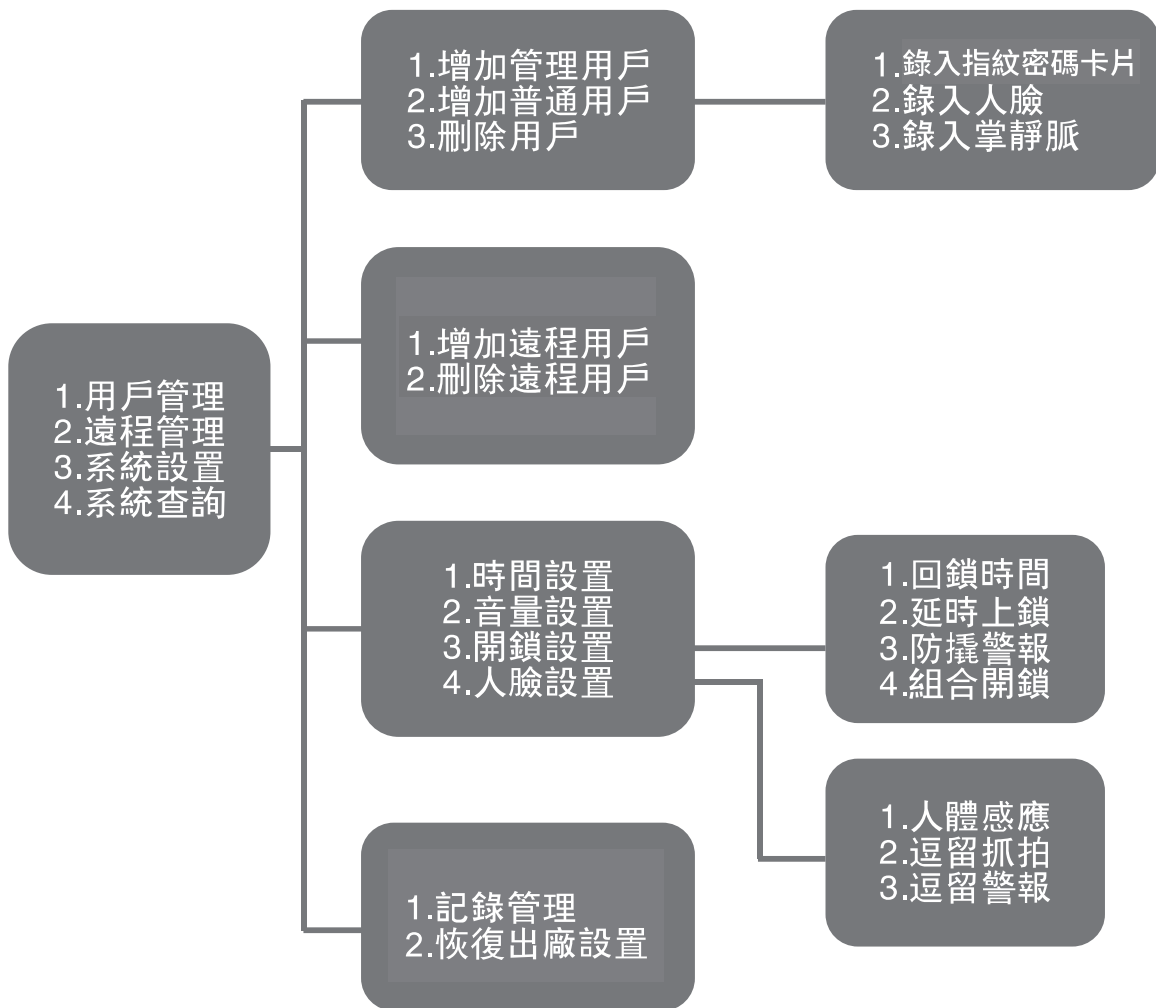 1.用戶管理
2.遠程管理
3.系統設置
4.系統查詢
1.增加管理用戶
2.增加普通用戶
3.刪除用戶
1.錄入指紋密碼卡片
2.錄入人臉
3.錄入掌靜脈
1.增加遠程用戶
2.刪除遠程用戶
1.時間設置
2.音量設置
3.開鎖設置
4.人臉設置
1.回鎖時間
2.延時上鎖
3.防撬警報
4.組合開鎖
1.人體感應
2.逗留抓拍
3.逗留警報
1.記錄管理
2.恢復出廠設置